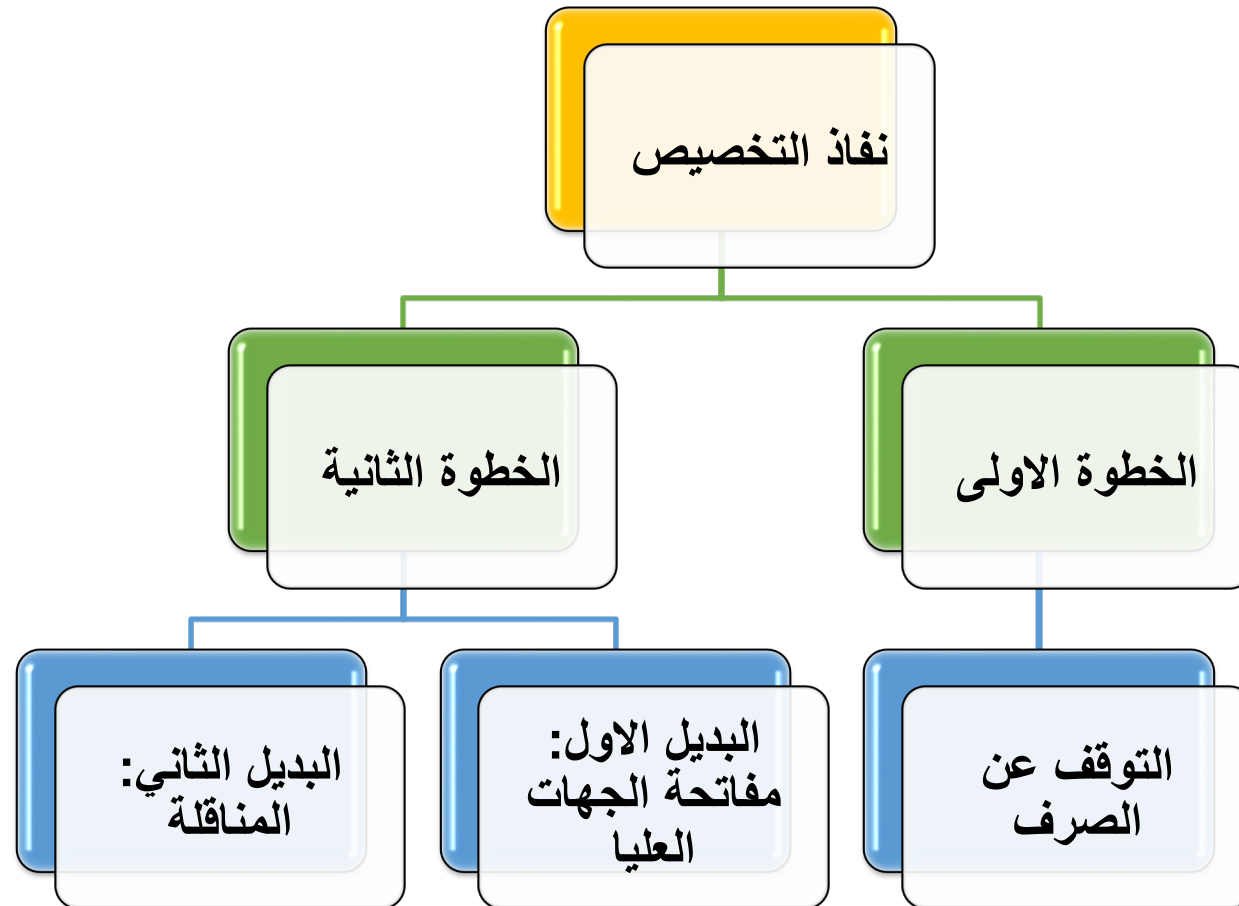 نفاذ التخصيص
الخطوة الاولى
الخطوة الثانية
التوقف عن
الصرف
البديل الاول:
مفاتحة الجهات
العليا
البديل الثاني:
المناقلة